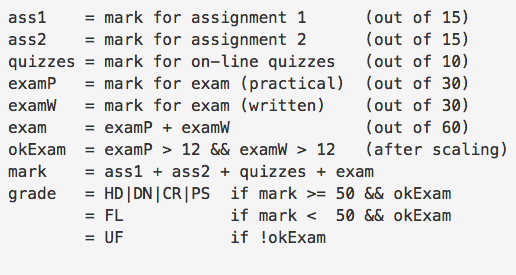 ass1    = mark for assignment 1      (out of 15)
ass2    = mark for assignment 2      (out of 15)
quizzes = mark for on-line quizzes   (out of 10)
examP   = mark for exam (practical)  (out of 30)
examW   = mark for exam (written)    (out of 30)
exam    = examP + examW              (out of 60)
okExam  = examP > 12 && examW > 12   (after scaling)
mark    = ass1 + ass2 + quizzes + exam
grade   = HD|DN|CR|PS  if mark >= 50 && okExam
        = FL           if mark <  50 && okExam
        = UF           if !okExam